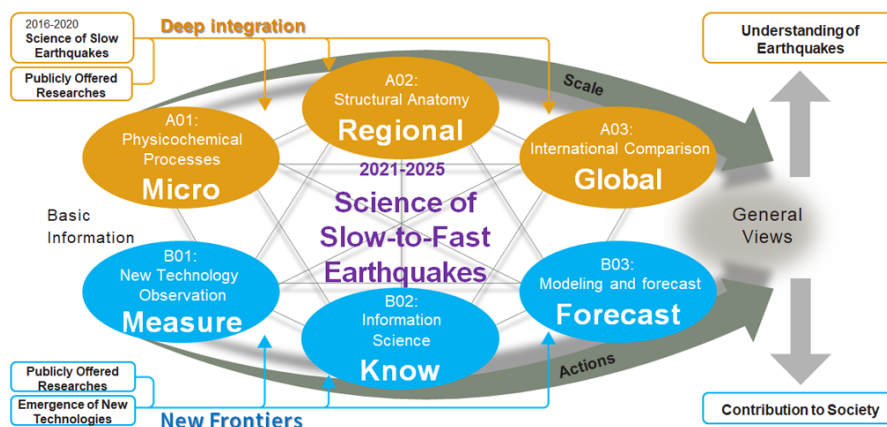 2016-2020
Science of Slow
Earthquakes
Publicly Offered
Researches
Deep integration
Understanding of
Earthquakes
Scale
A02:
Structural Anatomy
Regional
A01:
Physicochemical
Processes
Micro
A03:
International Comparison
Global
2021-2025
Science of
Slow-to-Fast
Earthquakes
Basic
Information
General
Views
B01:
New Technology
Observation
Measure
B02:
Information
Science
Know
B03:
Modeling and forecast
Forecast
Actions
Publicly Offered
Researches
Emergence of New
Technologies
New Frontiers
Contribution to Society